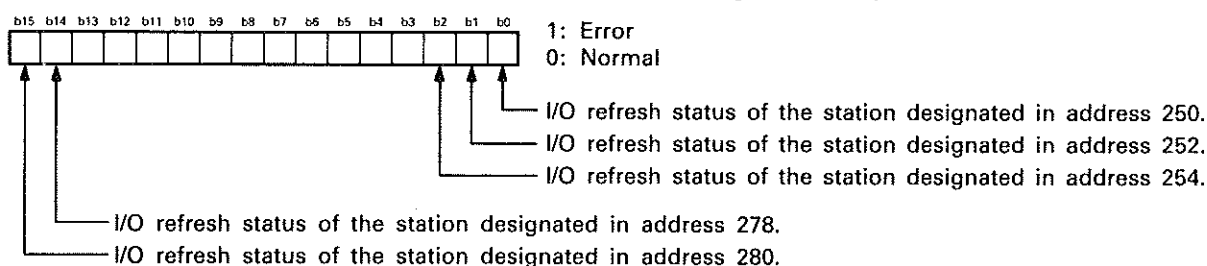 b15 b14 b13 b12 b11 b10 b9 b8 b7 b6 b5 b4 b3 b2 b1 b0
1: Error
0: Normal
I/O refresh status of the station designated in address 250.
I/O refresh status of the station designated in address 252.
I/O refresh status of the station designated in address 254.
I/O refresh status of the station designated in address 278.
I/O refresh status of the station designated in address 280.